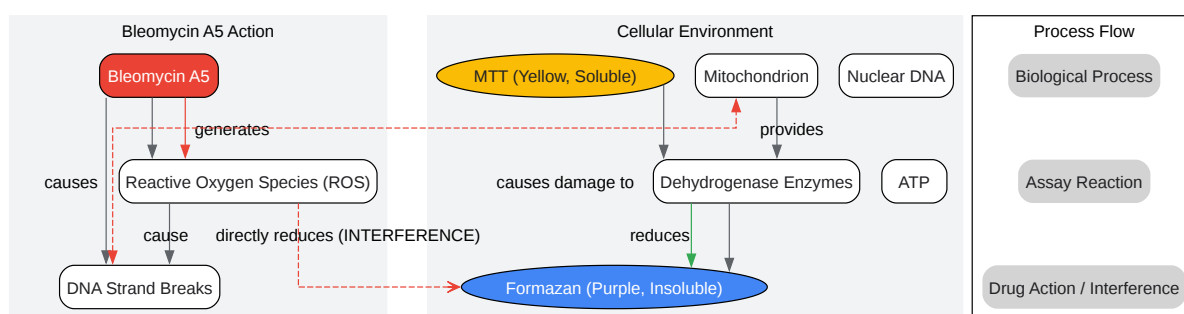 Bleomycin A5 Action
Cellular Environment
Process Flow
Bleomycin A5
MTT (Yellow, Soluble)
Mitochondrion
Nuclear DNA
Biological Process
generates
provides
causes
Reactive Oxygen Species (ROS)
causes damage to
Dehydrogenase Enzymes
ATP
Assay Reaction
cause
directly reduces (INTERFERENCE)
reduces
DNA Strand Breaks
Formazan (Purple, Insoluble)
Drug Action / Interference